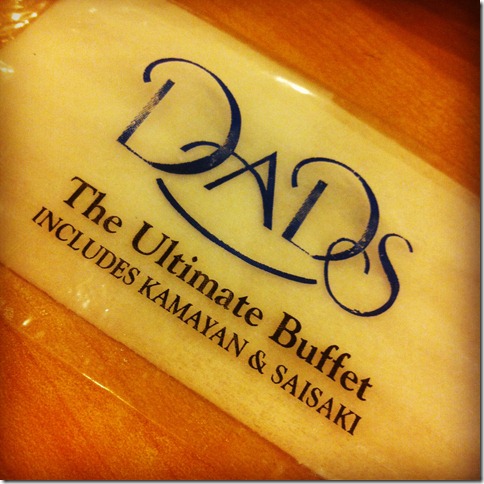 DADS
The Ultimate Buffet
INCLUDES KAMAYAN & SAISAKI